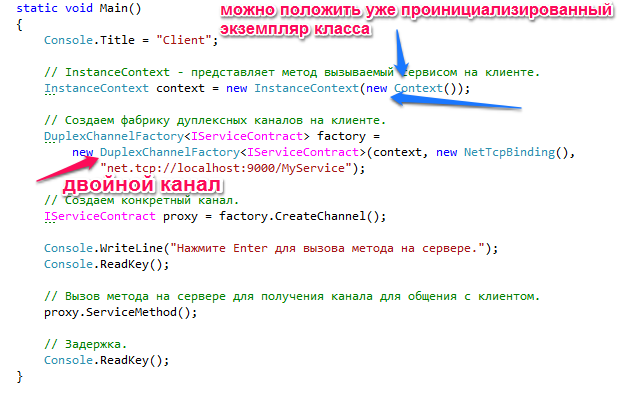 static void Main()
можно положить уже проинициализированный
экземпляр класса
{
Console.Title = "Client";
// InstanceContext - представляет метод вызываемый сервисом на клиенте.
InstanceContext context = new InstanceContext(new Context());
// Создаем фабрику дуплексных каналов на клиенте.
DuplexChannelFactory<IServiceContract> factory =
new DuplexChannelFactory<IServiceContract>(context, new NetTcpBinding(),
"net.tcp://localhost:9000/MyService");
двойной канал
// Создаем конкретный канал.
IServiceContract proxy = factory.CreateChannel();
Console.WriteLine("Нажмите Enter для вызова метода на сервере.");
Console.ReadKey();
// Вызов метода на сервере для получения канала для общения с клиентом.
proxy.ServiceMethod();
// Задержка.
Console.ReadKey();
}